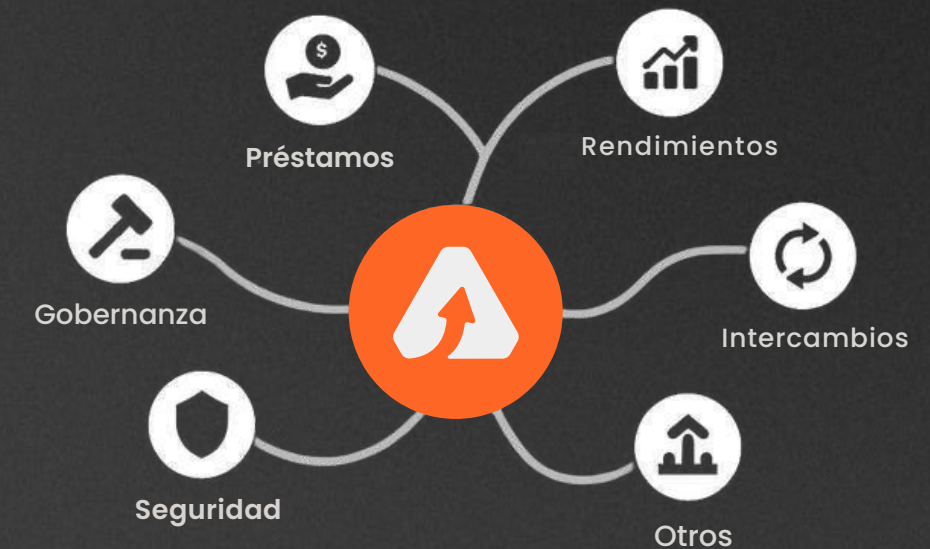 $
Préstamos
Rendimientos
Gobernanza
Intercambios
Seguridad
Otros